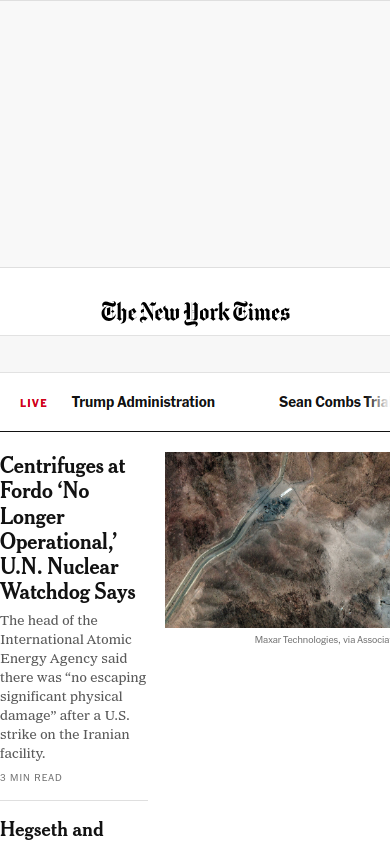 The New York Times
LIVE Trump Administration Sean Combs Tria
Centrifuges at
Fordo ‘No
Longer
Operational,’
U.N. Nuclear
Watchdog Says
The head of the
International Atomic
Energy Agency said
there was “no escaping
significant physical
damage” after a U.S.
strike on the Iranian
facility.
3 MIN READ
Maxar Technologies, via Associa
Hegseth and